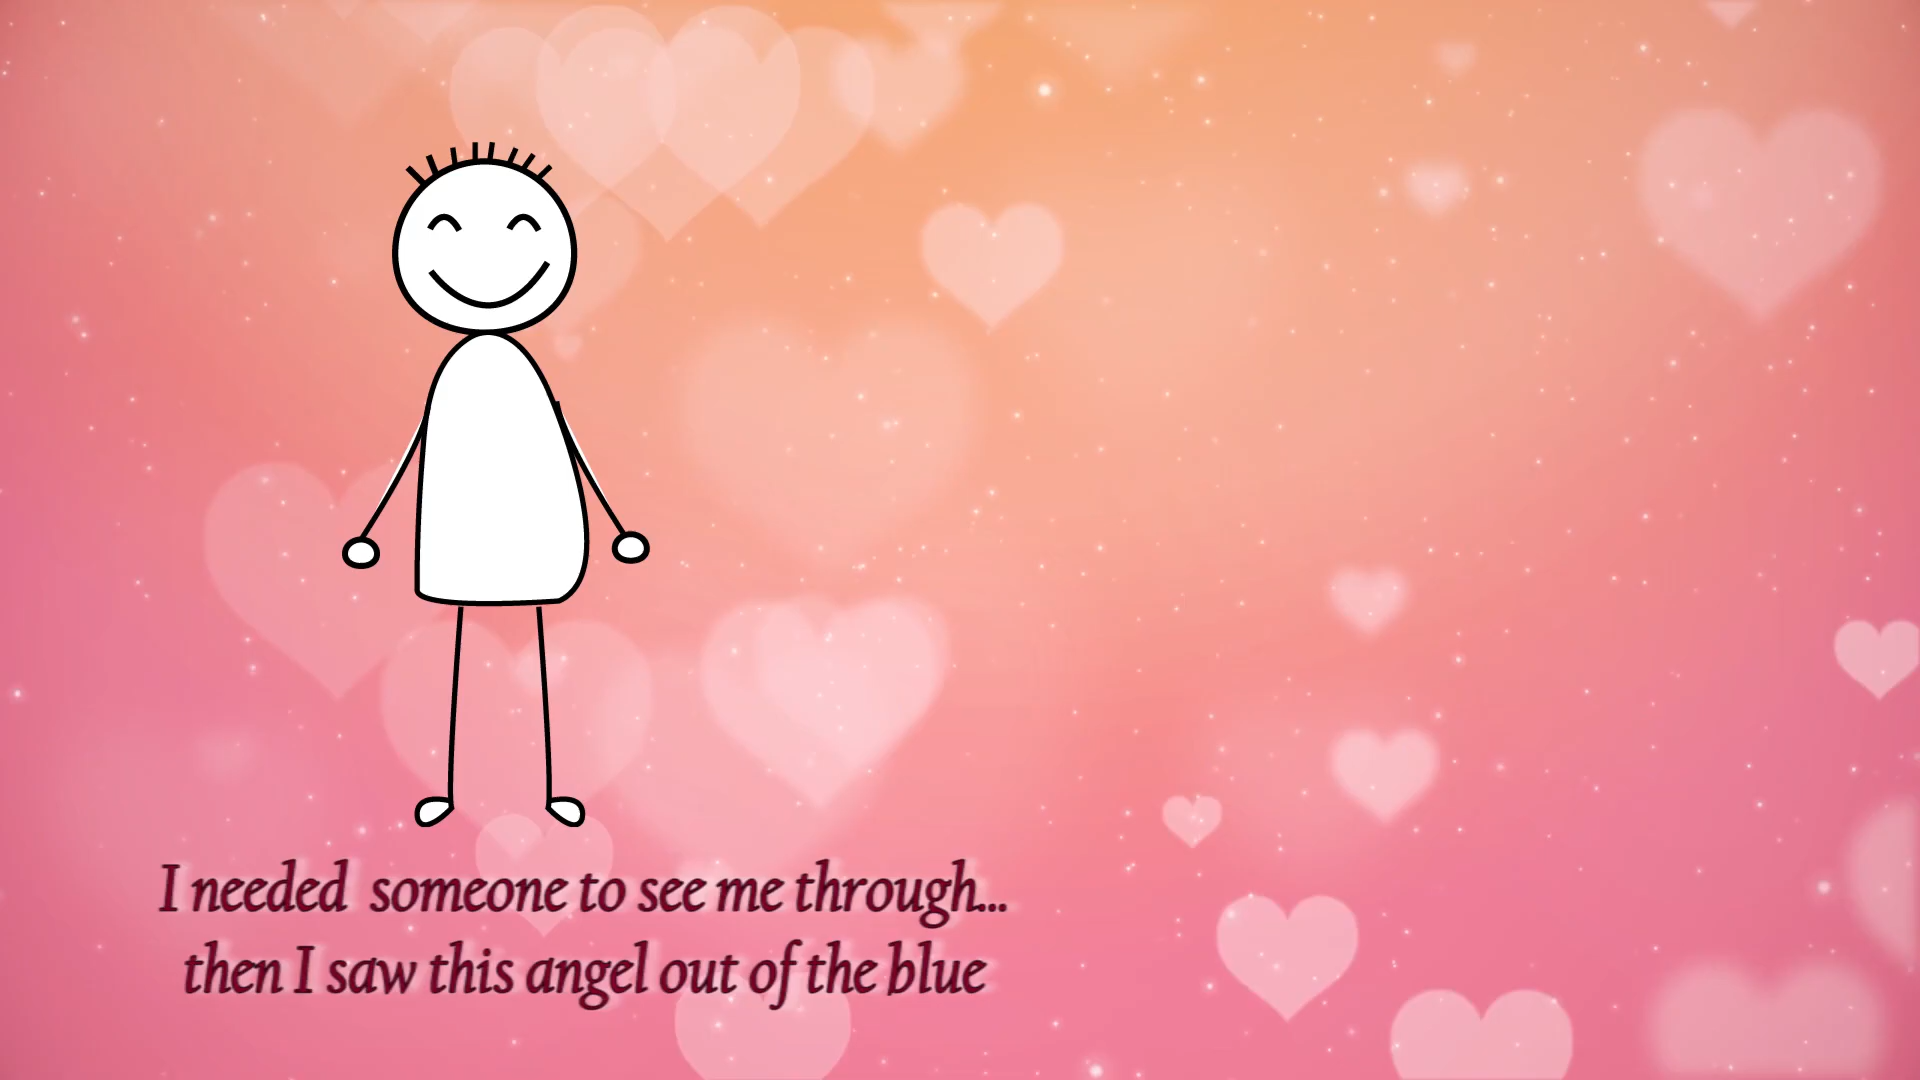 I needed someone to see me through...
then I saw this angel out of the blue